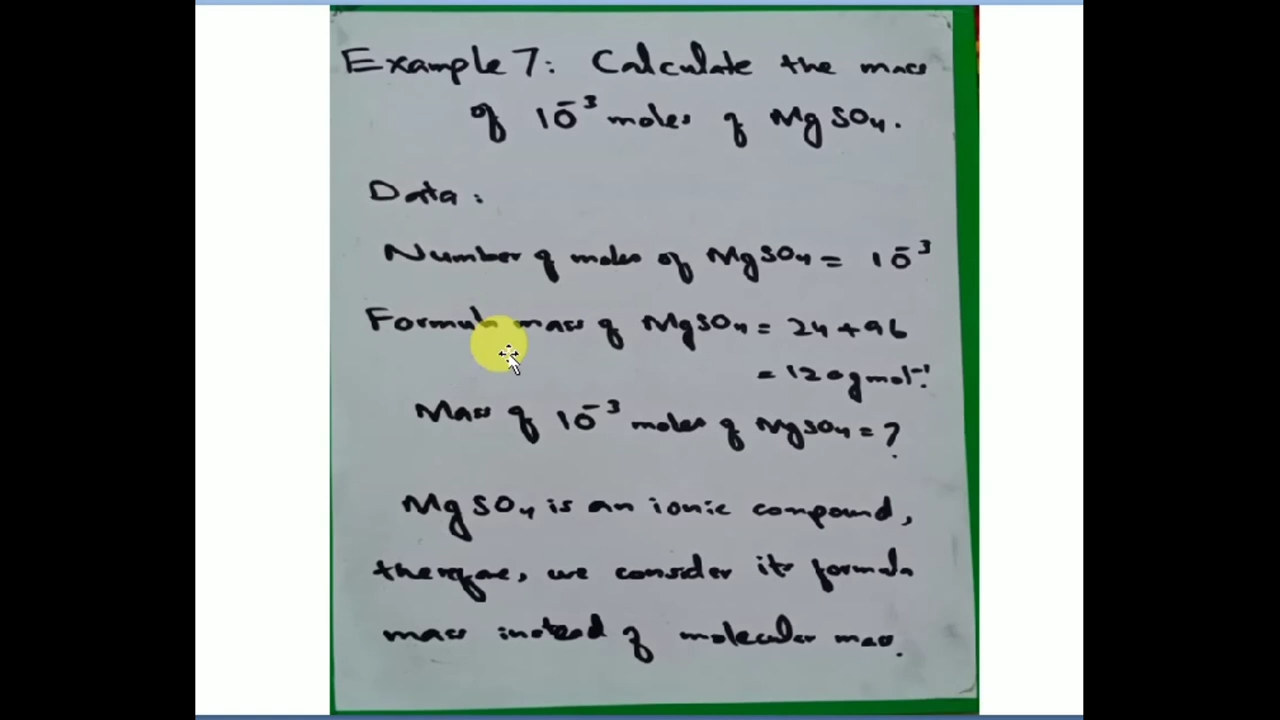 Example 7: Calculate the mass
of 10⁻³ moles of MgSO₄.
Data:
Number of moles of MgSO₄ = 10⁻³
Formula mass of MgSO₄ = 24 + 96
= 120 g mol⁻¹.
Mass of 10⁻³ moles of MgSO₄ = ?
MgSO₄ is an ionic compound,
therefore, we consider its formula
mass instead of molecular mass.